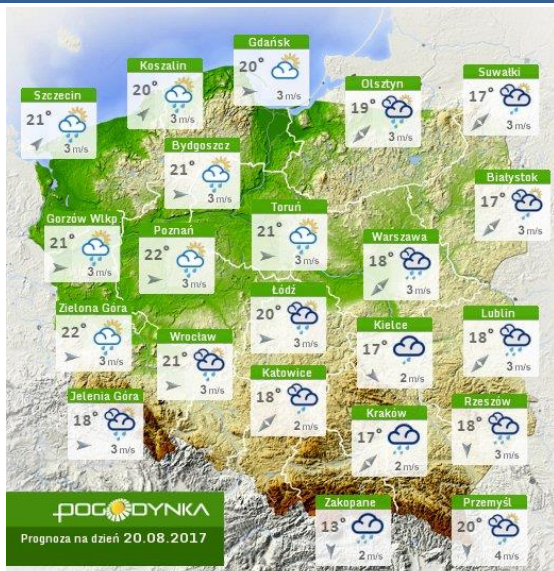 Gdańsk
20°
3 m/s
Koszalin
20°
3 m/s
Suwałki
17°
3 m/s
Olsztyn
19°
3 m/s
Szczecin
21°
3 m/s
Bydgoszcz
21°
3 m/s
Białystok
17°
3 m/s
Toruń
21°
3 m/s
Gorzów Wlkp
21°
3 m/s
Poznań
22°
3 m/s
Warszawa
18°
3 m/s
Łódź
20°
3 m/s
Zielona Góra
22°
3 m/s
Lublin
18°
3 m/s
Kielce
17°
2 m/s
Wrocław
21°
3 m/s
Katowice
18°
2 m/s
Jelenia Góra
18°
3 m/s
Rzeszów
18°
3 m/s
Kraków
17°
2 m/s
Zakopane
13°
2 m/s
Przemyśl
20°
4 m/s
POGODYNKA
Prognoza na dzień 20.08.2017